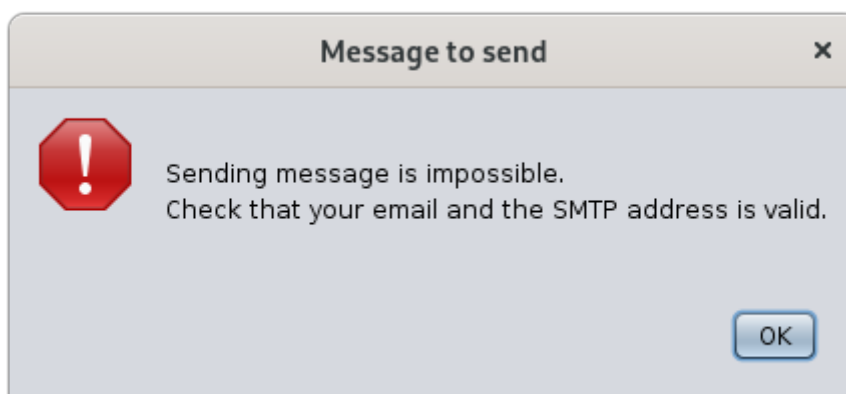 Message to send
Sending message is impossible.
Check that your email and the SMTP address is valid.
OK